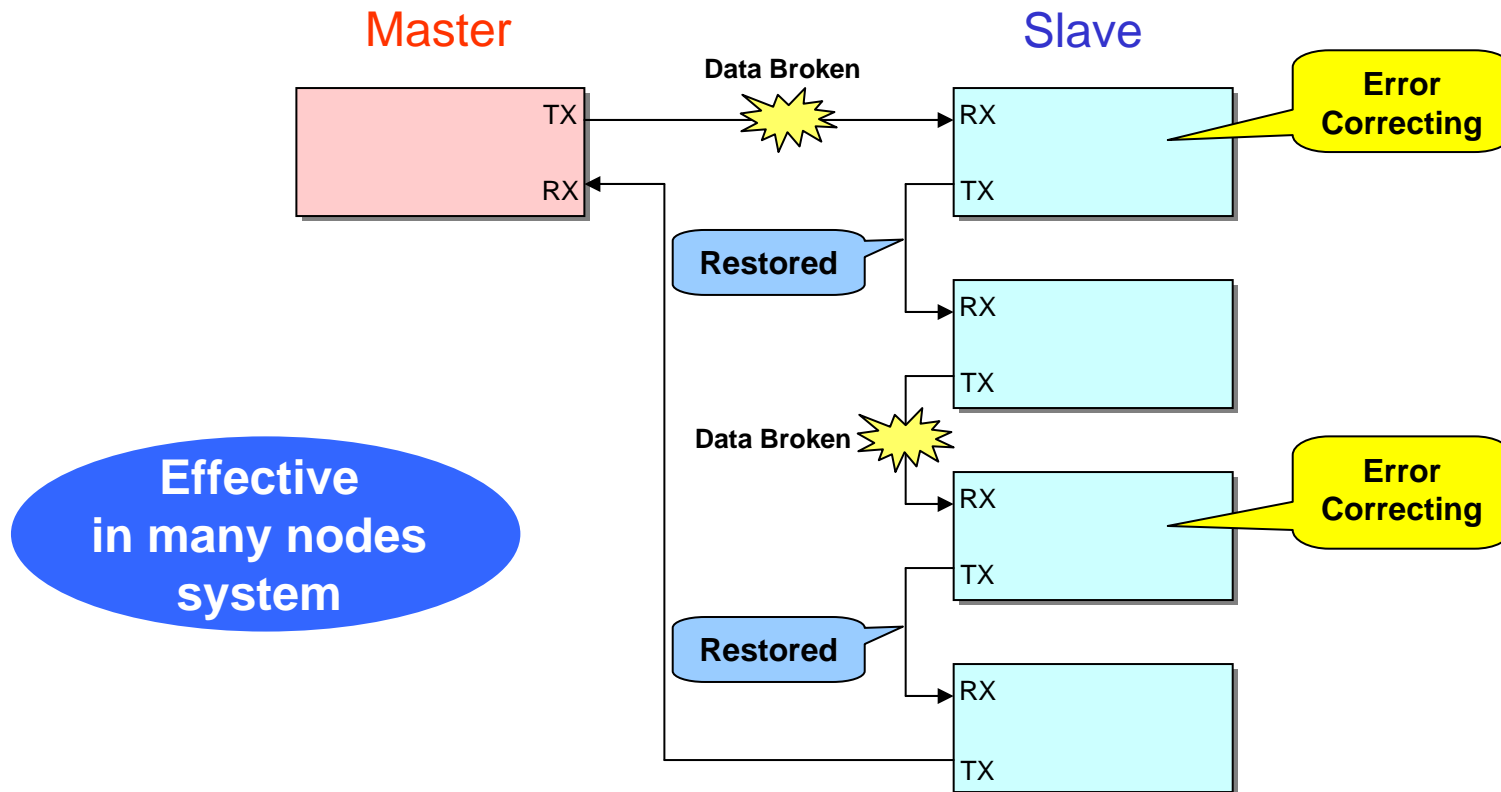 Master
Slave
Data Broken
Error
Correcting
TX
RX
RX
TX
Restored
RX
TX
Data Broken
Error
Correcting
RX
Effective
in many nodes
system
TX
Restored
RX
TX